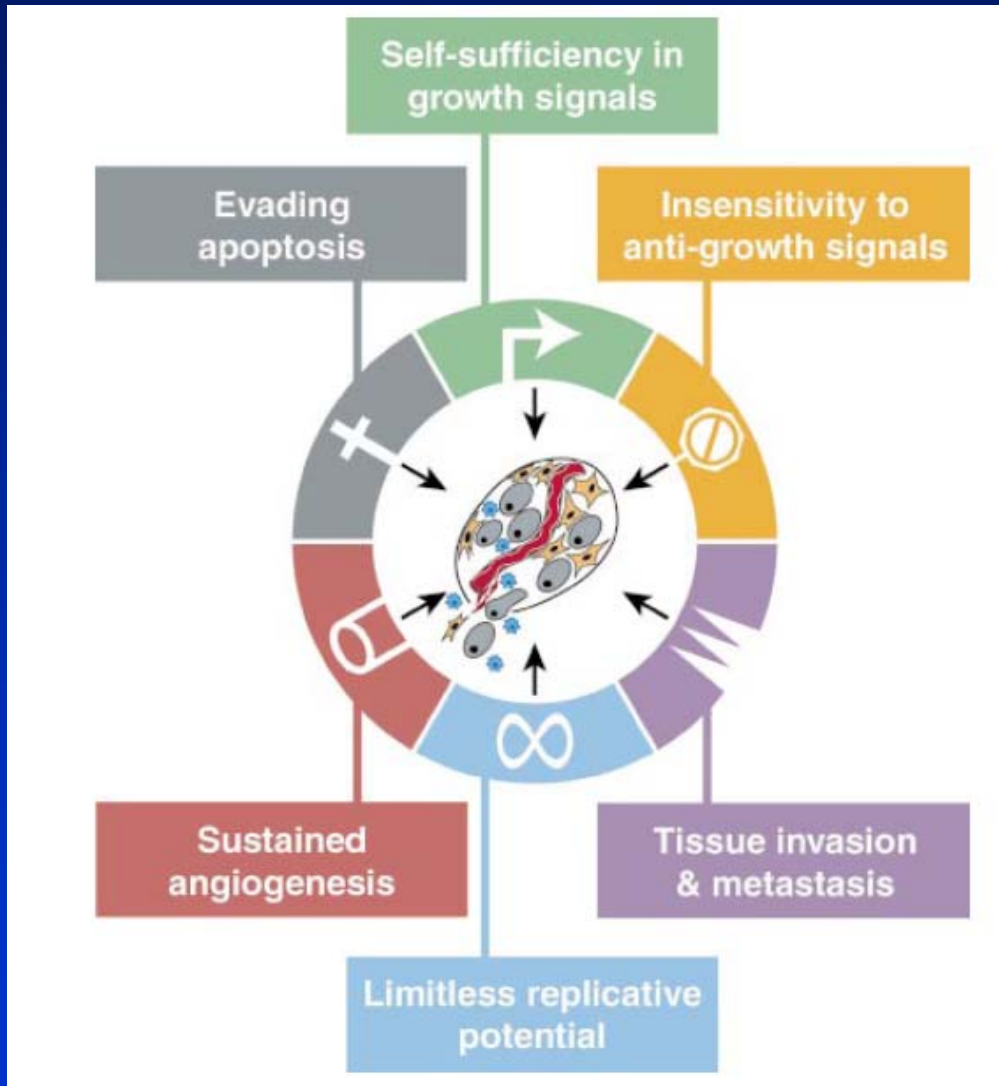 Self-sufficiency in
growth signals
Evading
apoptosis
Insensitivity to
anti-growth signals
Sustained
angiogenesis
Tissue invasion
& metastasis
Limitless replicative
potential